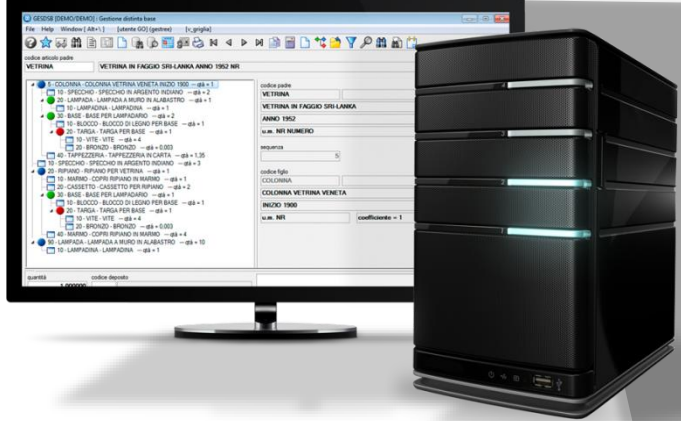 GESDSB [DEMO/DEMO] : Gestione distinta base
File Help Window [ Alt+\ ] [utente GO] (gestree) [v_griglia]
codice articolo padre
VETRINA VETRINA IN FAGGIO SRI-LANKA ANNO 1952 NR
5 - COLONNA - COLONNA VETRINA VENETA INIZIO 1900 -- qtà = 1
10 - SPECCHIO - SPECCHIO IN ARGENTO INDIANO -- qtà = 2
20 - LAMPADA - LAMPADA A MURO IN ALABASTRO -- qtà = 1
10 - LAMPADINA - LAMPADINA -- qtà = 1
30 - BASE - BASE PER LAMPADARIO -- qtà = 2
10 - BLOCCO - BLOCCO DI LEGNO PER BASE -- qtà = 1
20 - TARGA - TARGA PER BASE -- qtà = 1
10 - VITE - VITE -- qtà = 4
20 - BRONZO - BRONZO -- qtà = 0.003
40 - TAPPEZZERIA - TAPPEZZERIA IN CARTA -- qtà = 1.35
10 - SPECCHIO - SPECCHIO IN ARGENTO INDIANO -- qtà = 3
20 - RIPIANO - RIPIANO PER VETRINA -- qtà = 1
10 - MARMO - COPRI RIPIANO IN MARMO -- qtà = 1
20 - CASSETTO - CASSETTO PER RIPIANO -- qtà = 2
30 - BASE - BASE PER LAMPADARIO -- qtà = 1
10 - BLOCCO - BLOCCO DI LEGNO PER BASE -- qtà = 1
20 - TARGA - TARGA PER BASE -- qtà = 1
10 - VITE - VITE -- qtà = 4
20 - BRONZO - BRONZO -- qtà = 0.003
40 - MARMO - COPRI RIPIANO IN MARMO -- qtà = 4
90 - LAMPADA - LAMPADA A MURO IN ALABASTRO -- qtà = 10
10 - LAMPADINA - LAMPADINA -- qtà = 1
codice padre
VETRINA
VETRINA IN FAGGIO SRI-LANKA
ANNO 1952
u.m. NR NUMERO
sequenza
5
codice figlio
COLONNA
COLONNA VETRINA VENETA
INIZIO 1900
u.m. NR coefficiente = 1
quantità codice deposito
1.000000